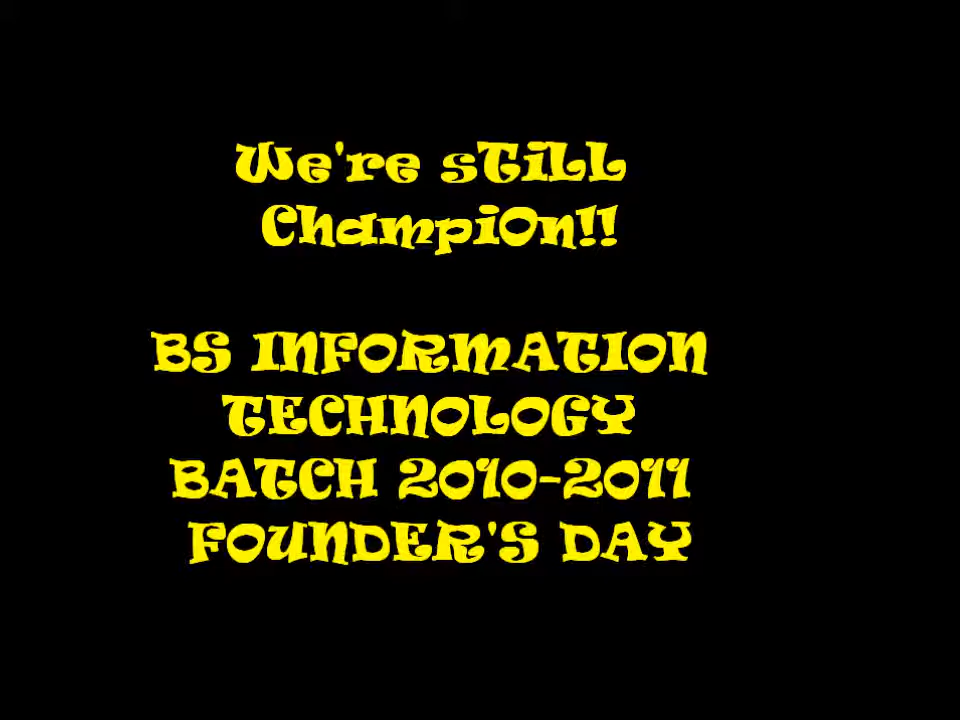 We're sTiLL
ChampiOn!!
BS INFORMATION
TECHNOLOGY
BATCH 2010-2011
FOUNDER'S DAY